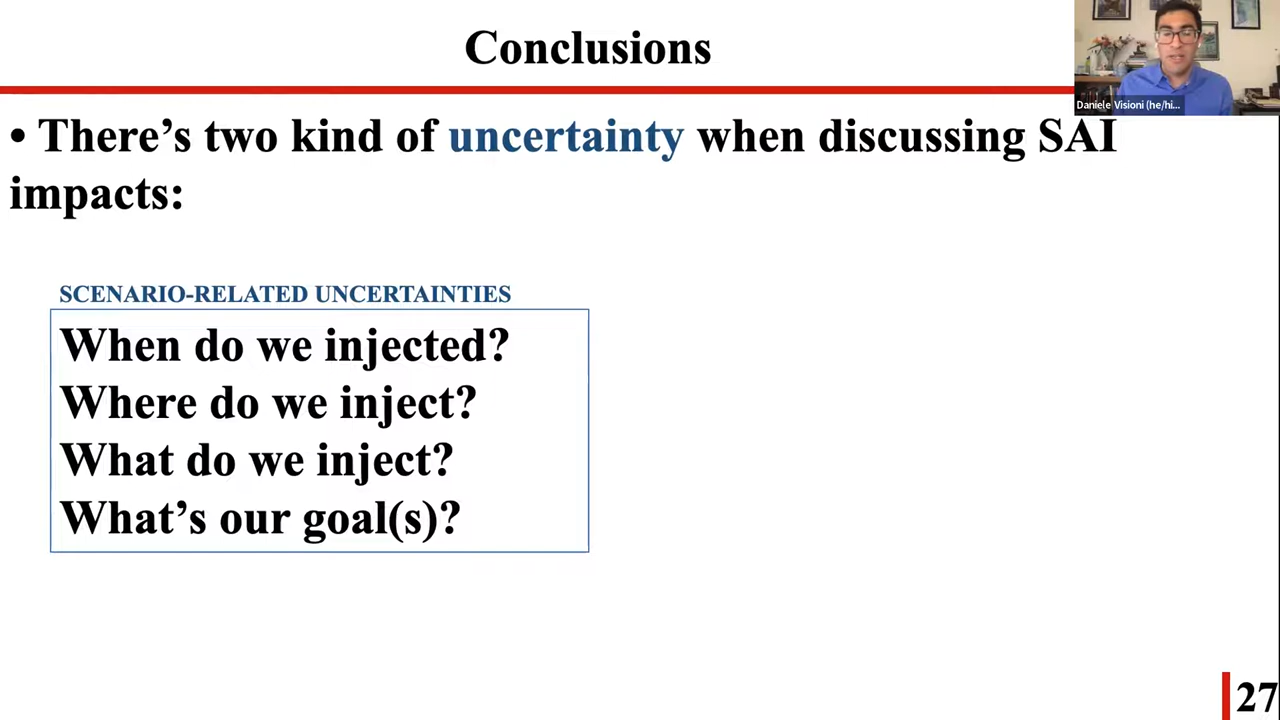 Conclusions
Daniele Visioni (he/hi...
• There’s two kind of uncertainty when discussing SAI
impacts:
SCENARIO-RELATED UNCERTAINTIES
When do we injected?
Where do we inject?
What do we inject?
What’s our goal(s)?
27